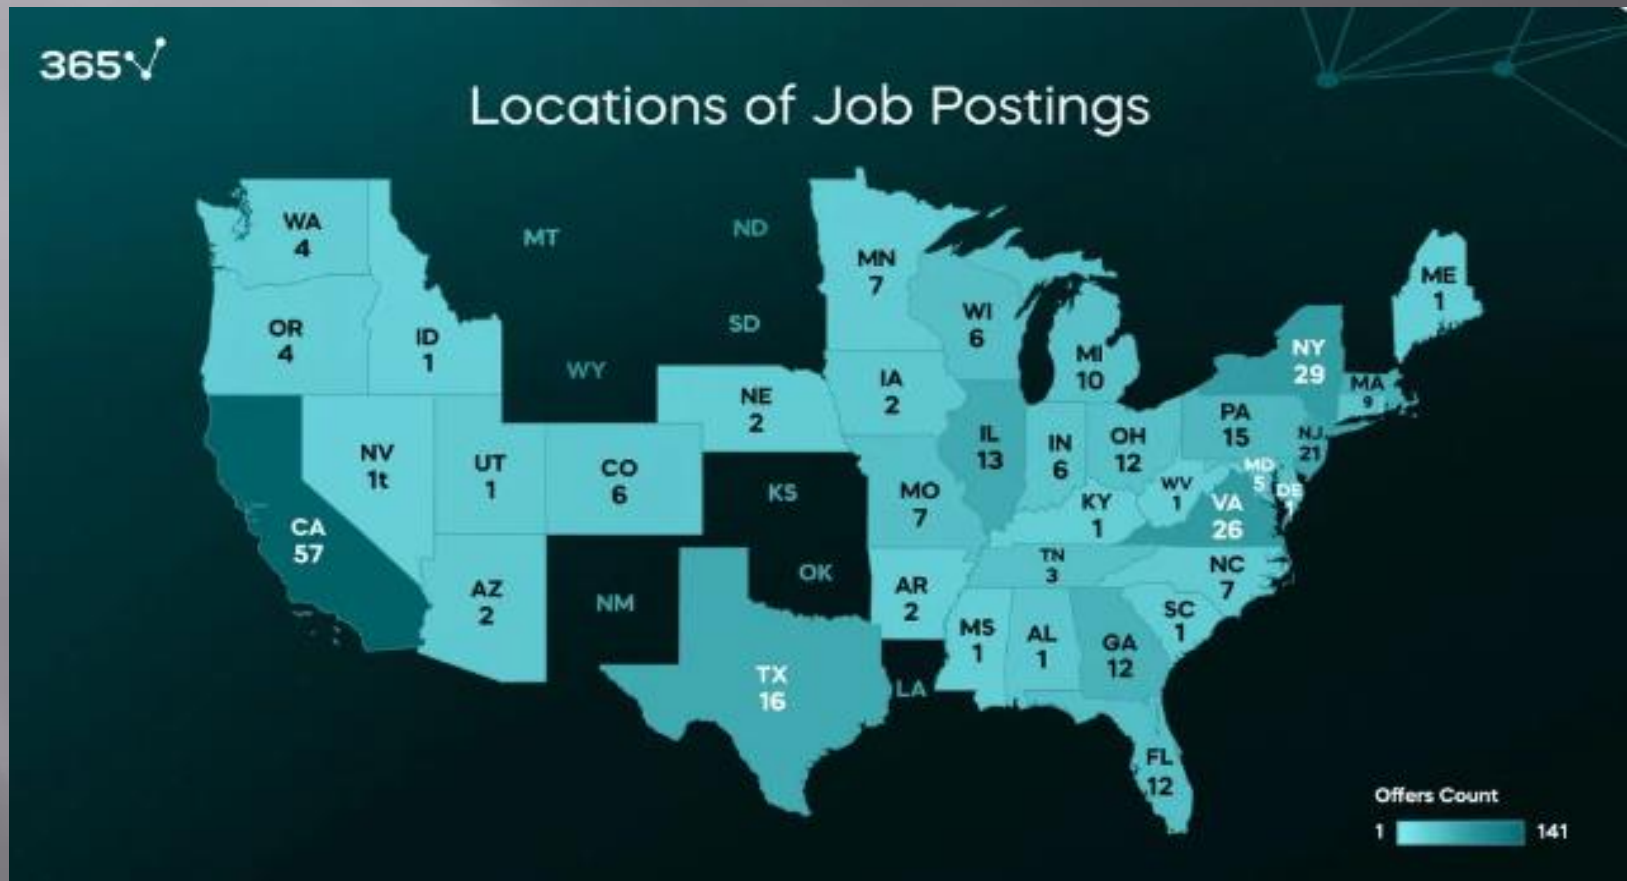 365
Locations of Job Postings
WA
4
MT
ND
MN
7
ME
1
OR
4
ID
1
SD
WI
6
WY
MI
10
NY
29
NE
2
IA
2
MA
9
PA
15
NJ
21
NV
1t
UT
1
CO
6
KS
MO
7
IL
13
IN
6
OH
12
WV
1
MD
5
DE
1
KY
1
VA
26
CA
57
TN
3
NC
7
AZ
2
NM
OK
AR
2
MS
1
AL
1
GA
12
SC
1
TX
16
LA
FL
12
Offers Count
1 141